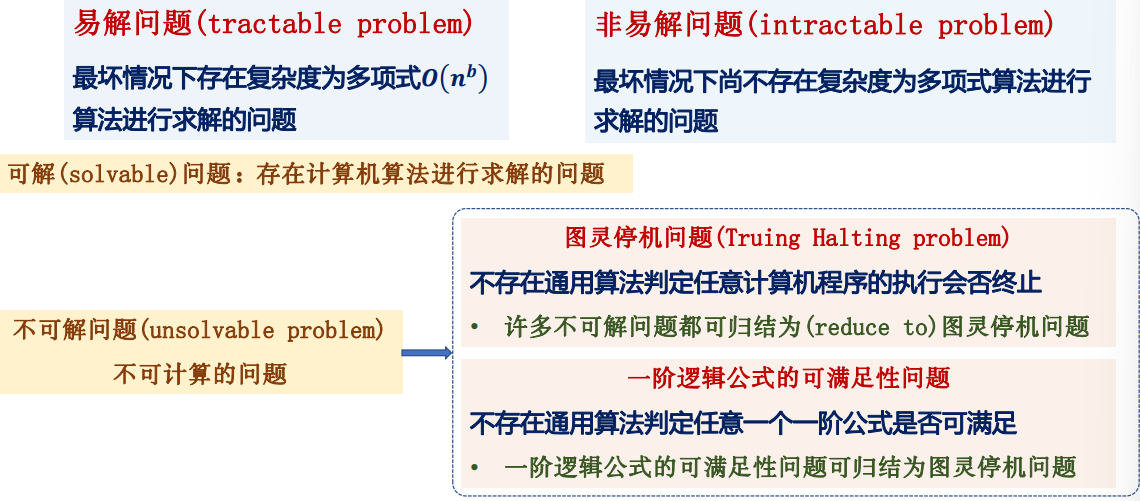 易解问题(tractable problem)
最坏情况下存在复杂度为多项式O(nᵇ)
算法进行求解的问题
非易解问题(intractable problem)
最坏情况下尚不存在复杂度为多项式算法进行
求解的问题
可解(solvable)问题：存在计算机算法进行求解的问题
不可解问题(unsolvable problem)
不可计算的问题
图灵停机问题(Truing Halting problem)
不存在通用算法判定任意计算机程序的执行会否终止
• 许多不可解问题都可归结为(reduce to)图灵停机问题
一阶逻辑公式的可满足性问题
不存在通用算法判定任意一个一阶公式是否可满足
• 一阶逻辑公式的可满足性问题可归结为图灵停机问题